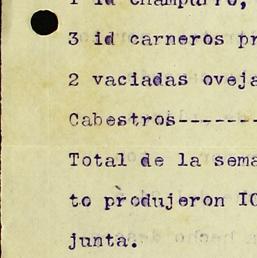 1 id champurro,
3 id carneros pr
2 vaciadas oveja
Cabestros-------
Total de la sema
to produjeron IO
junta.